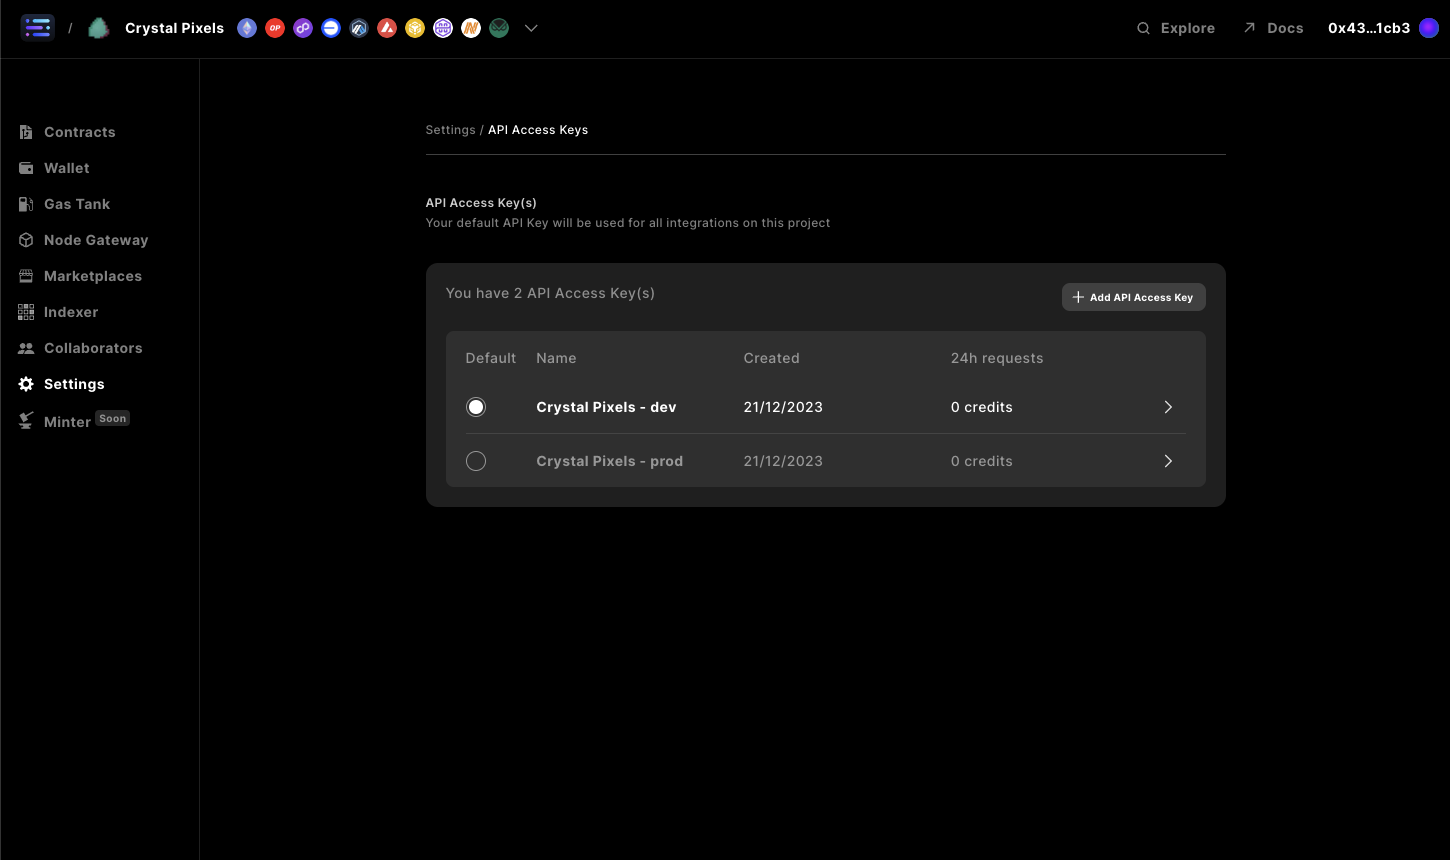 / Crystal Pixels OP Explore Docs 0x43...1cb3
Contracts
Wallet
Gas Tank
Node Gateway
Marketplaces
Indexer
Collaborators
Settings
Minter Soon
Settings / API Access Keys
API Access Key(s)
Your default API Key will be used for all integrations on this project
You have 2 API Access Key(s)
+ Add API Access Key
Default Name Created 24h requests
Crystal Pixels - dev 21/12/2023 0 credits
Crystal Pixels - prod 21/12/2023 0 credits